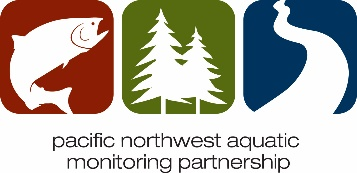 pacific northwest aquatic
monitoring partnership